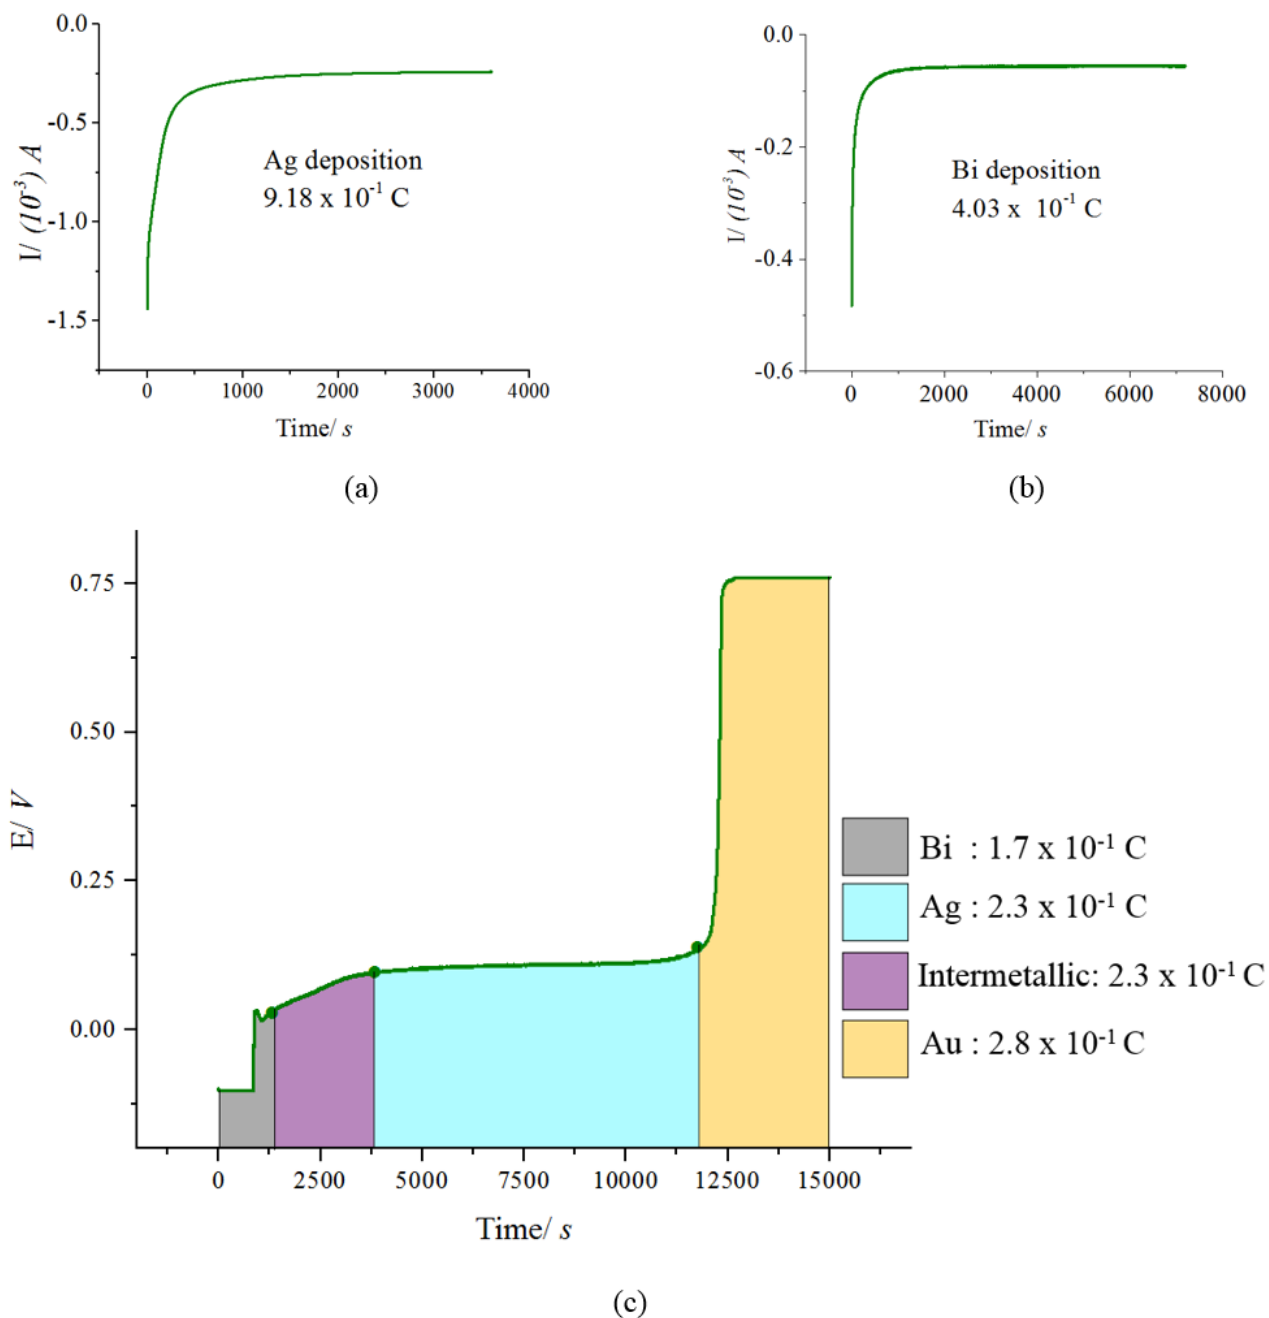 0.0
-0.5
-1.0
-1.5
I/ (10⁻³) A
Ag deposition
9.18 x 10⁻¹ C
0 1000 2000 3000 4000
Time/ s
(a)
0.0
-0.2
-0.4
-0.6
I/ (10⁻³) A
Bi deposition
4.03 x 10⁻¹ C
0 2000 4000 6000 8000
Time/ s
(b)
0.75
0.50
0.25
0.00
E/ V
0 2500 5000 7500 10000 12500 15000
Time/ s
Bi : 1.7 x 10⁻¹ C
Ag : 2.3 x 10⁻¹ C
Intermetallic: 2.3 x 10⁻¹ C
Au : 2.8 x 10⁻¹ C
(c)